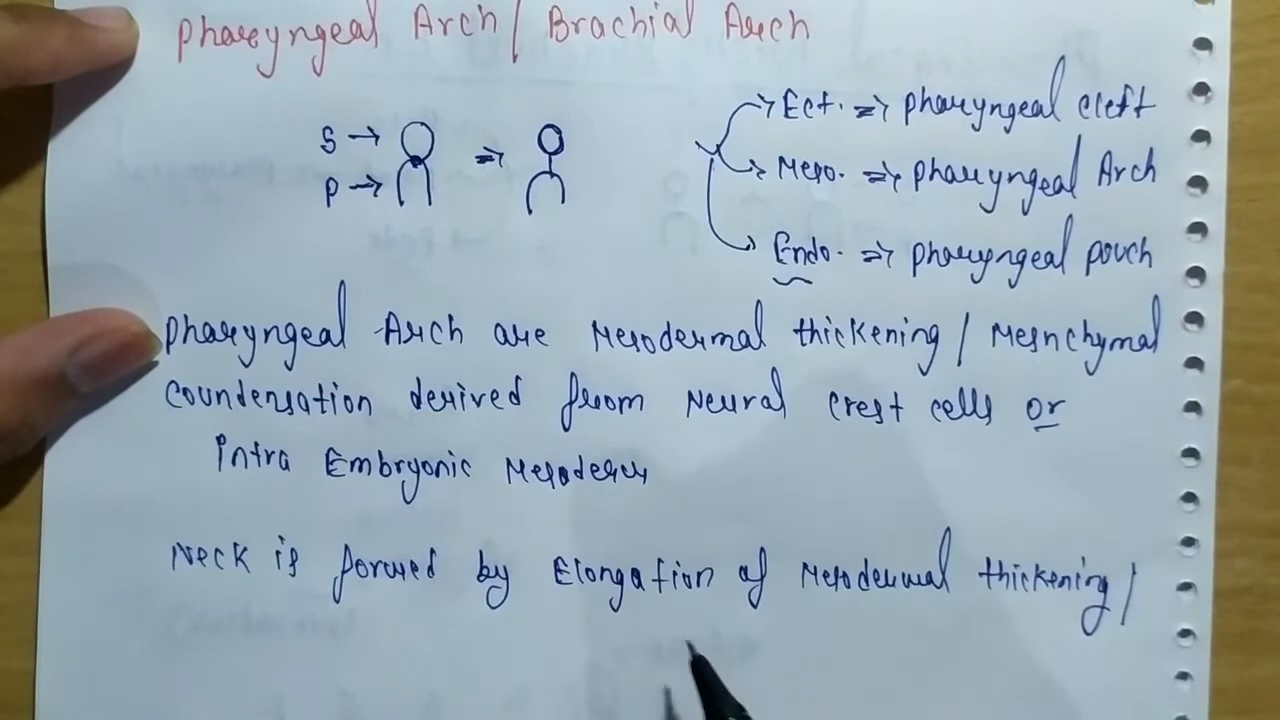 Pharyngeal Arch / Brachial Arch
S →
P →
⇒
→ Ect. ⇒ pharyngeal cleft
→ Meso. ⇒ pharyngeal Arch
→ Endo. ⇒ pharyngeal pouch
Pharyngeal Arch are Mesodermal thickening / Mesnchymal
Coundensation derived from Neural crest cells or
Intra Embryonic Mesoderm
Neck is formed by Elongation of Mesodermal thickening /